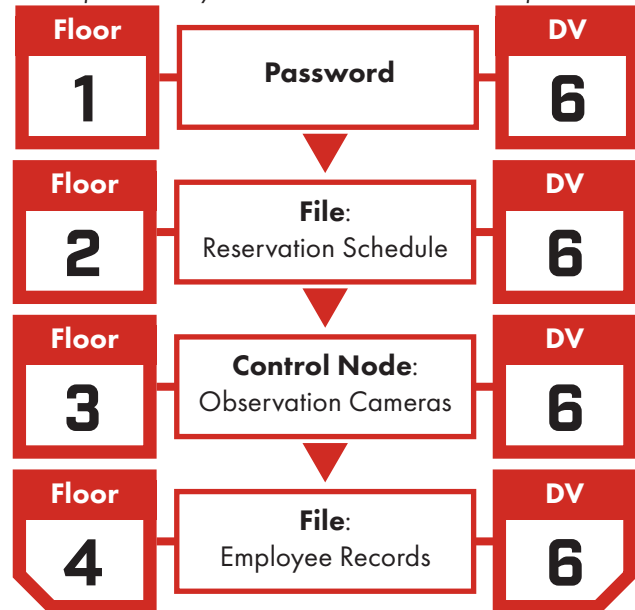 Floor
1
Password
DV
6
Floor
2
File:
Reservation Schedule
DV
6
Floor
3
Control Node:
Observation Cameras
DV
6
Floor
4
File:
Employee Records
DV
6